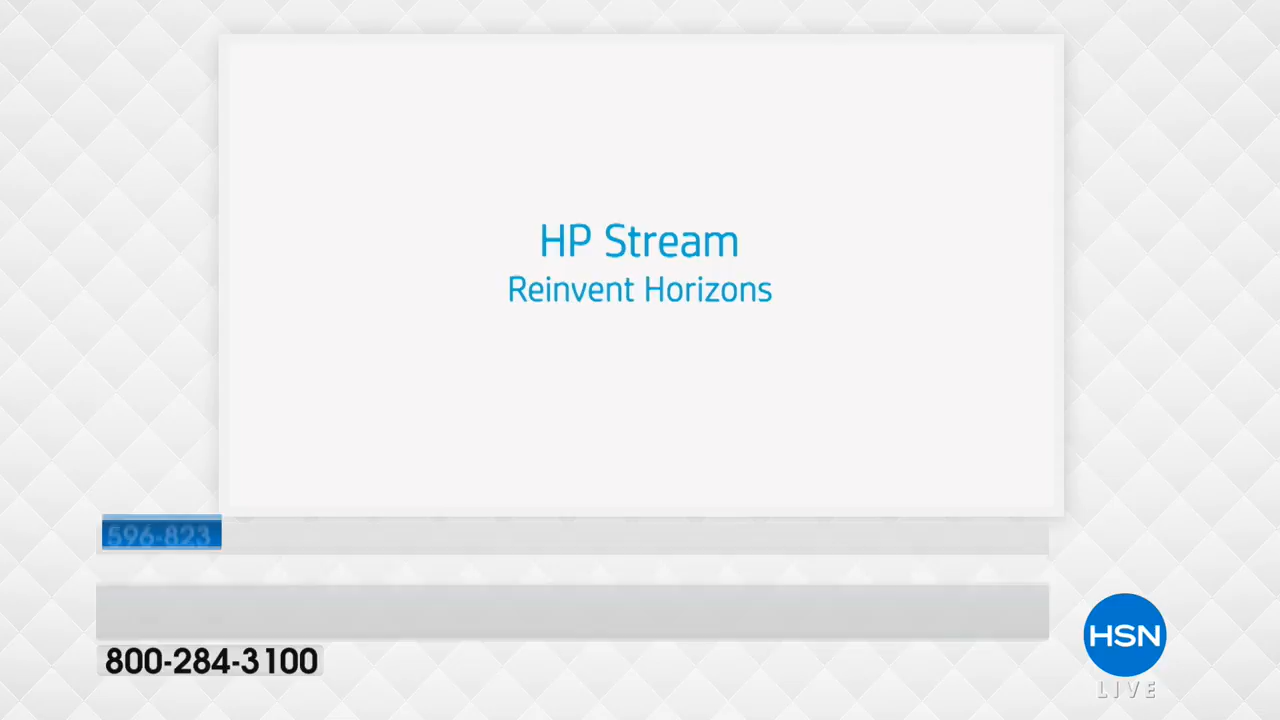 HP Stream
Reinvent Horizons
596-823
800-284-3100
HSN
LIVE